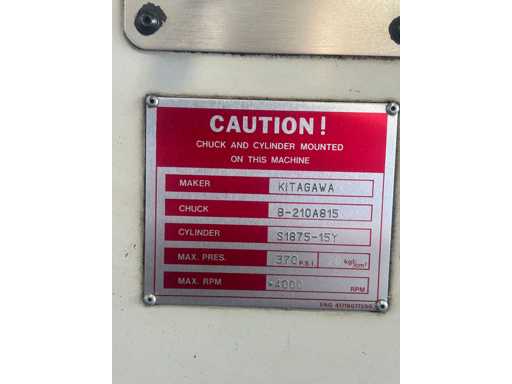 CAUTION!
CHUCK AND CYLINDER MOUNTED
ON THIS MACHINE
MAKER KITAGAWA
CHUCK B-210A815
CYLINDER S1875-15Y
MAX. PRES. 370 P.S.I kgf/cm²
MAX. RPM 4000 RPM